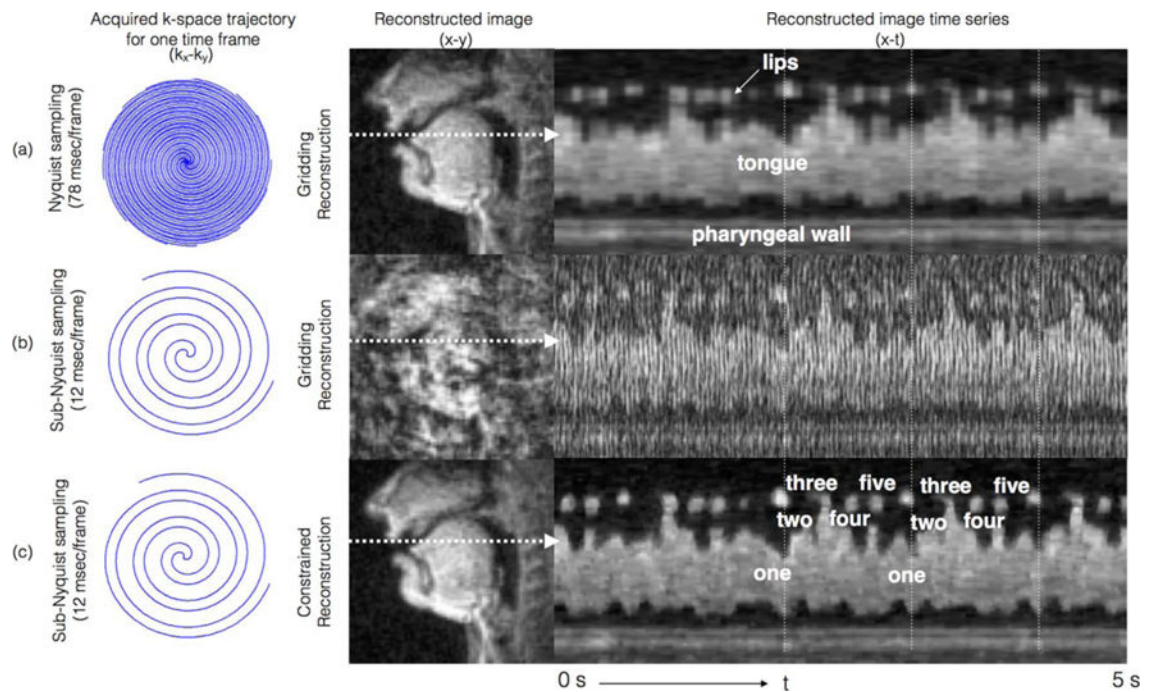 Acquired k-space trajectory
for one time frame
(kx-ky)
Reconstructed image
(x-y)
Reconstructed image time series
(x-t)
(a)
Nyquist sampling
(78 msec/frame)
Gridding
Reconstruction
lips
tongue
pharyngeal wall
(b)
Sub-Nyquist sampling
(12 msec/frame)
Gridding
Reconstruction
(c)
Sub-Nyquist sampling
(12 msec/frame)
Constrained
Reconstruction
three five three five
two four two four
one one
0 s t 5 s